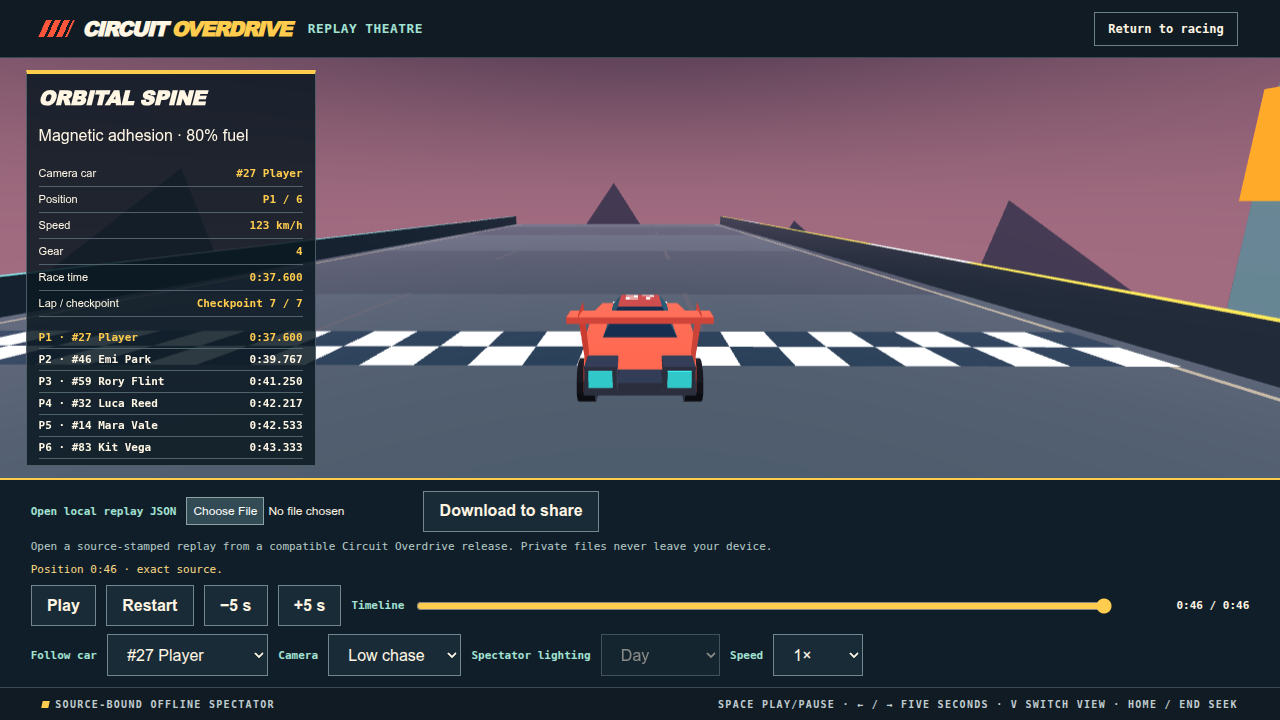 CIRCUIT OVERDRIVE REPLAY THEATRE
Return to racing
ORBITAL SPINE
Magnetic adhesion · 80% fuel
Camera car #27 Player
Position P1 / 6
Speed 123 km/h
Gear 4
Race time 0:37.600
Lap / checkpoint Checkpoint 7 / 7
P1 · #27 Player 0:37.600
P2 · #46 Emi Park 0:39.767
P3 · #59 Rory Flint 0:41.250
P4 · #32 Luca Reed 0:42.217
P5 · #14 Mara Vale 0:42.533
P6 · #83 Kit Vega 0:43.333
Open local replay JSON Choose File No file chosen Download to share
Open a source-stamped replay from a compatible Circuit Overdrive release. Private files never leave your device.
Position 0:46 · exact source.
Play Restart −5 s +5 s Timeline 0:46 / 0:46
Follow car #27 Player Camera Low chase Spectator lighting Day Speed 1×
SOURCE-BOUND OFFLINE SPECTATOR
SPACE PLAY/PAUSE · ← / → FIVE SECONDS · V SWITCH VIEW · HOME / END SEEK